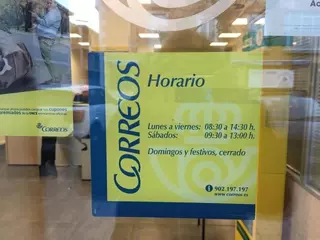 CORREOS
Horario
Lunes a viernes: 08:30 a 14:30 h.
Sábados: 09:30 a 13:00 h.
Domingos y festivos, cerrado
902.197.197
www.correos.es
CORREOS